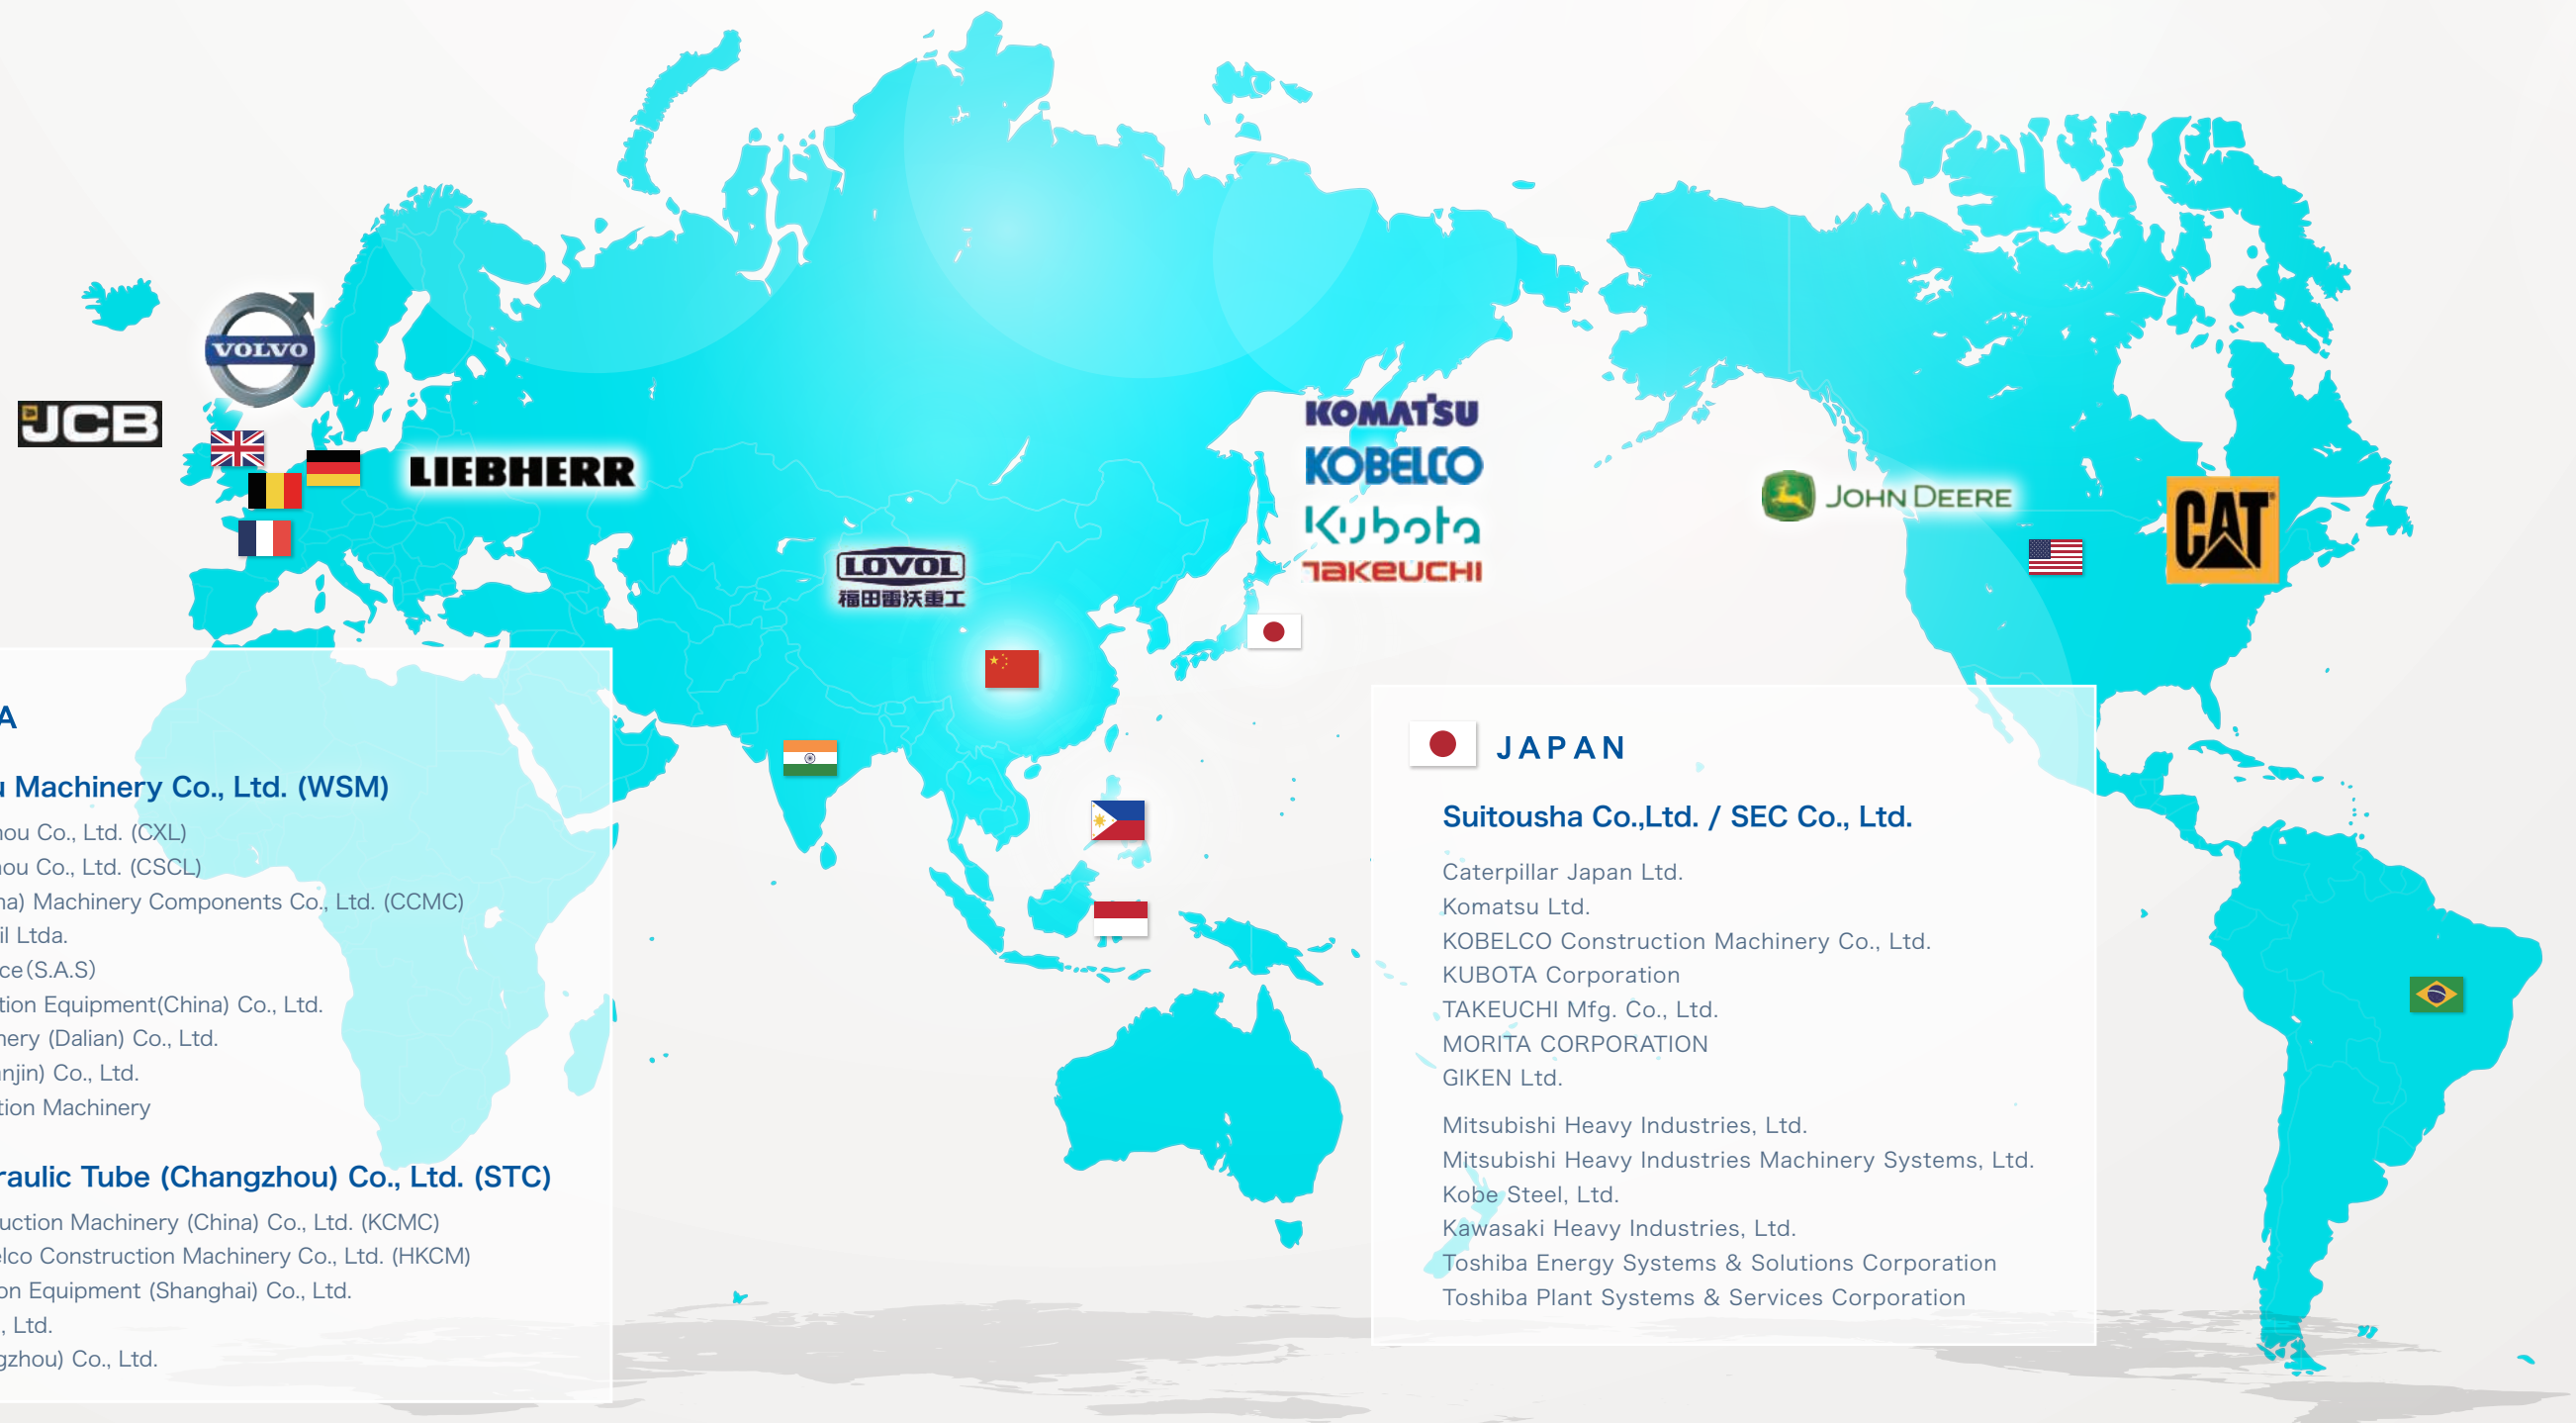 VOLVO
JCB
LIEBHERR
KOMATSU
KOBELCO
Kubota
TAKEUCHI
JOHN DEERE
CAT
LOVOL
福田雷沃重工
A
u Machinery Co., Ltd. (WSM)
hou Co., Ltd. (CXL)
hou Co., Ltd. (CSCL)
na) Machinery Components Co., Ltd. (CCMC)
il Ltda.
ce(S.A.S)
tion Equipment(China) Co., Ltd.
nery (Dalian) Co., Ltd.
anjin) Co., Ltd.
tion Machinery
raulic Tube (Changzhou) Co., Ltd. (STC)
uction Machinery (China) Co., Ltd. (KCMC)
elco Construction Machinery Co., Ltd. (HKCM)
on Equipment (Shanghai) Co., Ltd.
., Ltd.
gzhou) Co., Ltd.
JAPAN
Suitousha Co.,Ltd. / SEC Co., Ltd.
Caterpillar Japan Ltd.
Komatsu Ltd.
KOBELCO Construction Machinery Co., Ltd.
KUBOTA Corporation
TAKEUCHI Mfg. Co., Ltd.
MORITA CORPORATION
GIKEN Ltd.
Mitsubishi Heavy Industries, Ltd.
Mitsubishi Heavy Industries Machinery Systems, Ltd.
Kobe Steel, Ltd.
Kawasaki Heavy Industries, Ltd.
Toshiba Energy Systems & Solutions Corporation
Toshiba Plant Systems & Services Corporation